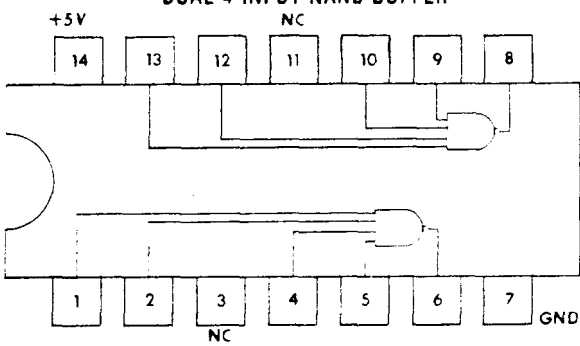 DUAL 4-INPUT NAND BUFFER
+5V NC
14 13 12 11 10 9 8
1 2 3 4 5 6 7 GND
NC